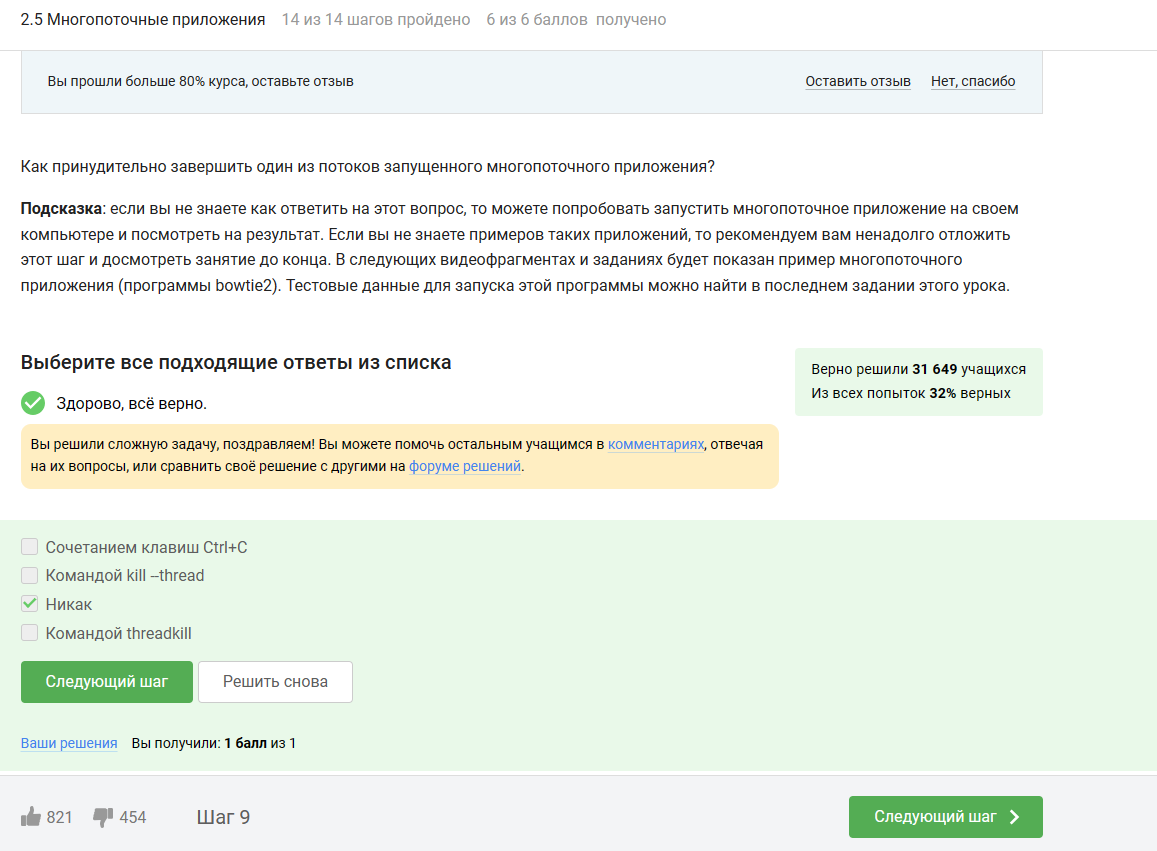 2.5 Многопоточные приложения 14 из 14 шагов пройдено 6 из 6 баллов получено
Вы прошли больше 80% курса, оставьте отзыв Оставить отзыв Нет, спасибо
Как принудительно завершить один из потоков запущенного многопоточного приложения?
Подсказка: если вы не знаете как ответить на этот вопрос, то можете попробовать запустить многопоточное приложение на своем
компьютере и посмотреть на результат. Если вы не знаете примеров таких приложений, то рекомендуем вам ненадолго отложить
этот шаг и досмотреть занятие до конца. В следующих видеофрагментах и заданиях будет показан пример многопоточного
приложения (программы bowtie2). Тестовые данные для запуска этой программы можно найти в последнем задании этого урока.
Выберите все подходящие ответы из списка
Верно решили 31 649 учащихся
Из всех попыток 32% верных
Здорово, всё верно.
Вы решили сложную задачу, поздравляем! Вы можете помочь остальным учащимся в комментариях, отвечая
на их вопросы, или сравнить своё решение с другими на форуме решений.
Сочетанием клавиш Ctrl+C
Командой kill --thread
Никак
Командой threadkill
Следующий шаг Решить снова
Ваши решения Вы получили: 1 балл из 1
821 454 Шаг 9 Следующий шаг